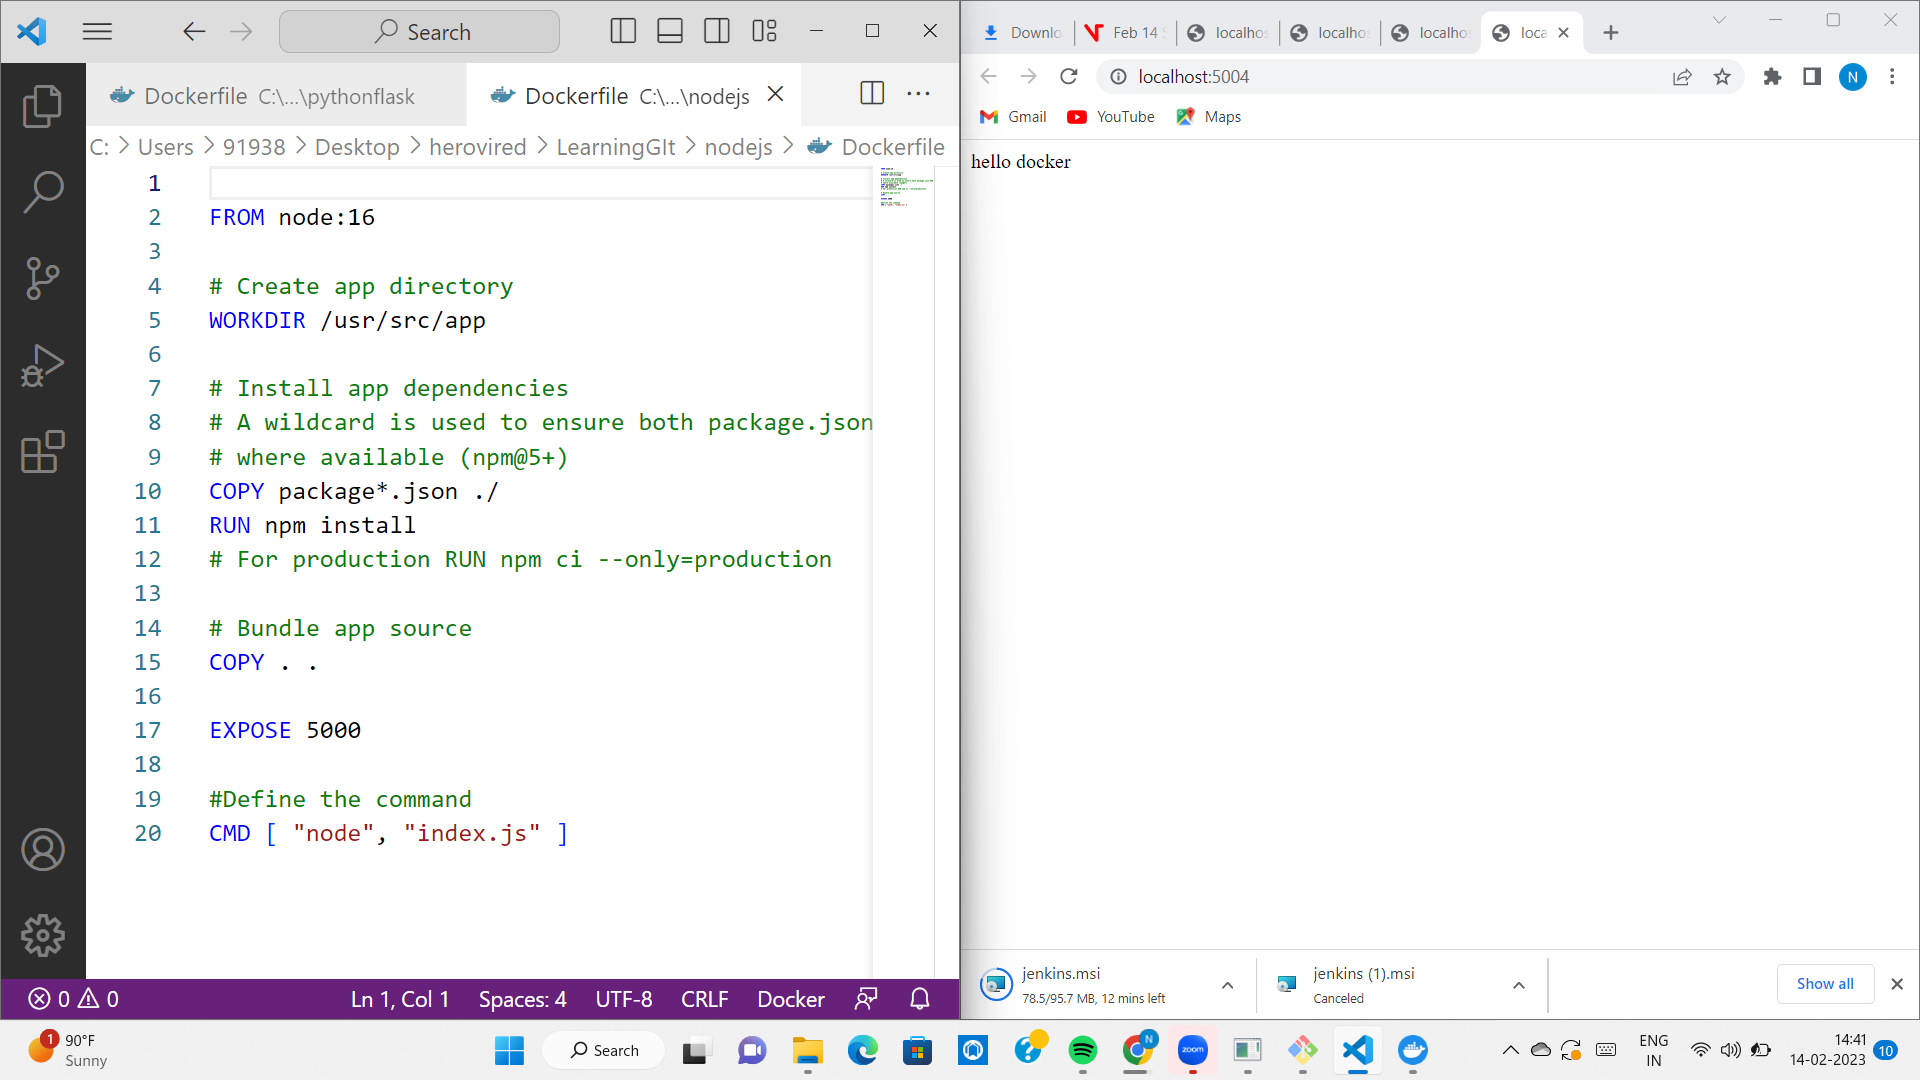 Search
Dockerfile C:\...\pythonflask
Dockerfile C:\...\nodejs
C: > Users > 91938 > Desktop > herovired > LearningGIt > nodejs > Dockerfile
1
2 FROM node:16
3
4 # Create app directory
5 WORKDIR /usr/src/app
6
7 # Install app dependencies
8 # A wildcard is used to ensure both package.json
9 # where available (npm@5+)
10 COPY package*.json ./
11 RUN npm install
12 # For production RUN npm ci --only=production
13
14 # Bundle app source
15 COPY . .
16
17 EXPOSE 5000
18
19 #Define the command
20 CMD [ "node", "index.js" ]
0 0 Ln 1, Col 1 Spaces: 4 UTF-8 CRLF Docker
Downlo Feb 14 S localhos localhos localhos loca
localhost:5004
N
Gmail YouTube Maps
hello docker
jenkins.msi
78.5/95.7 MB, 12 mins left
jenkins (1).msi
Canceled
Show all
1 90°F
Sunny
Search
N
zoom
ENG
IN
14:41
14-02-2023
10